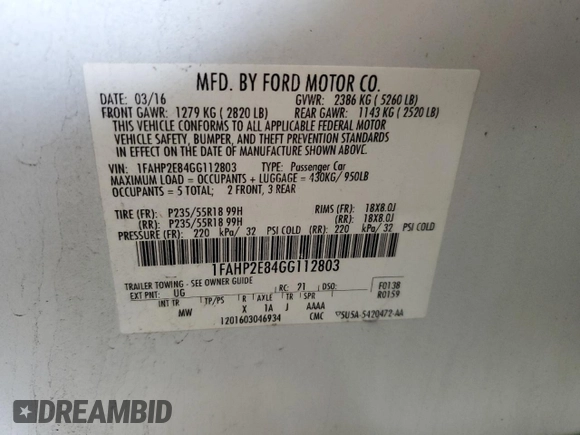 MFD. BY FORD MOTOR CO.
DATE: 03/16 GVWR: 2386 KG ( 5260 LB)
FRONT GAWR: 1279 KG ( 2820 LB) REAR GAWR: 1143 KG ( 2520 LB)
THIS VEHICLE CONFORMS TO ALL APPLICABLE FEDERAL MOTOR
VEHICLE SAFETY, BUMPER, AND THEFT PREVENTION STANDARDS
IN EFFECT ON THE DATE OF MANUFACTURE SHOWN ABOVE.
VIN: 1FAHP2E84GG112803 TYPE: Passenger Car
MAXIMUM LOAD = OCCUPANTS + LUGGAGE = 430KG/ 950LB
OCCUPANTS = 5 TOTAL; 2 FRONT, 3 REAR
TIRE (FR): P235/55R18 99H RIMS (FR): 18X8.0J
(RR): P235/55R18 99H (RR): 18X8.0J
PRESSURE (FR): 220 kPa/ 32 PSI COLD (RR): 220 kPa/ 32 PSI COLD
1FAHP2E84GG112803
TRAILER TOWING - SEE OWNER GUIDE
EXT PNT: UG RC: 21 DSO: F0138
INT TR TP/PS R AXLE TR SPR R0159
MW X 1A J AAAA
1201603046934 CMC 5U5A-5420472-AA
DREAMBID